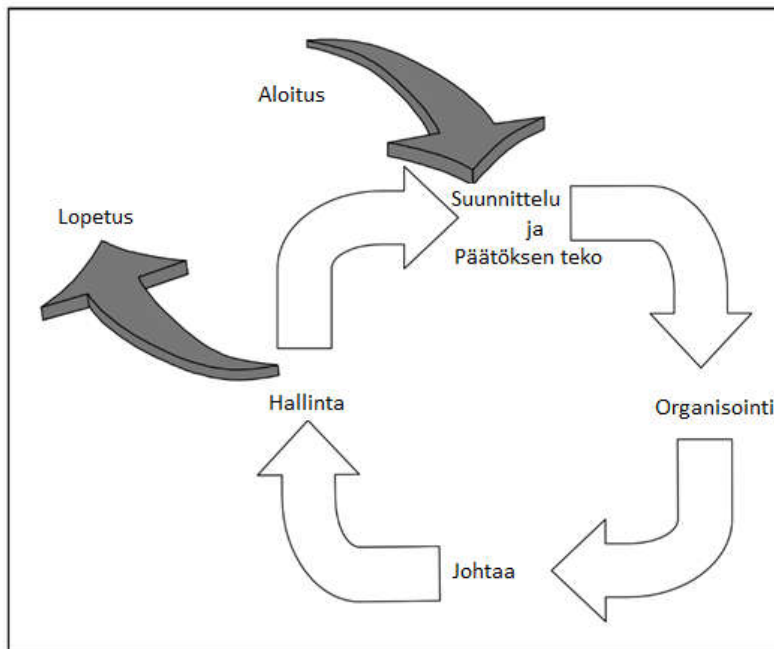 Aloitus
Lopetus
Suunnittelu
ja
Päätöksen teko
Hallinta
Organisointi
Johtaa